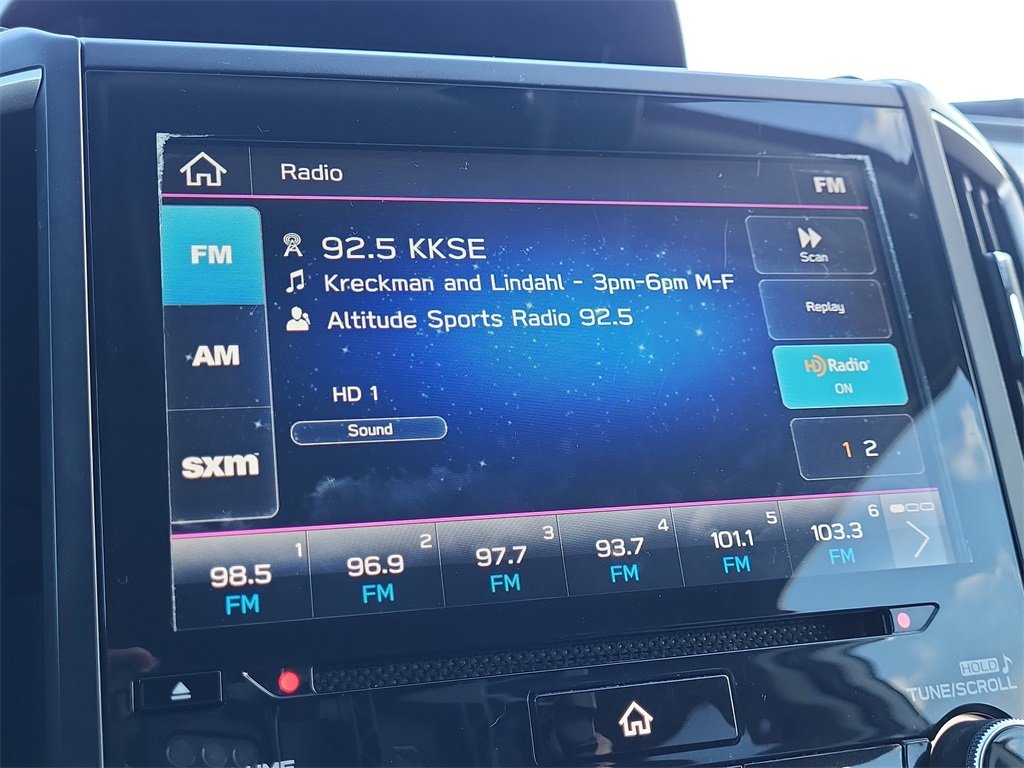 Radio
FM
FM
AM
sxm
92.5 KKSE
Kreckman and Lindahl - 3pm-6pm M-F
Altitude Sports Radio 92.5
HD 1
Sound
Scan
Replay
HD Radio
ON
1 2
1
98.5
FM
2
96.9
FM
3
97.7
FM
4
93.7
FM
5
101.1
FM
6
103.3
FM
HOLD
TUNE/SCROLL